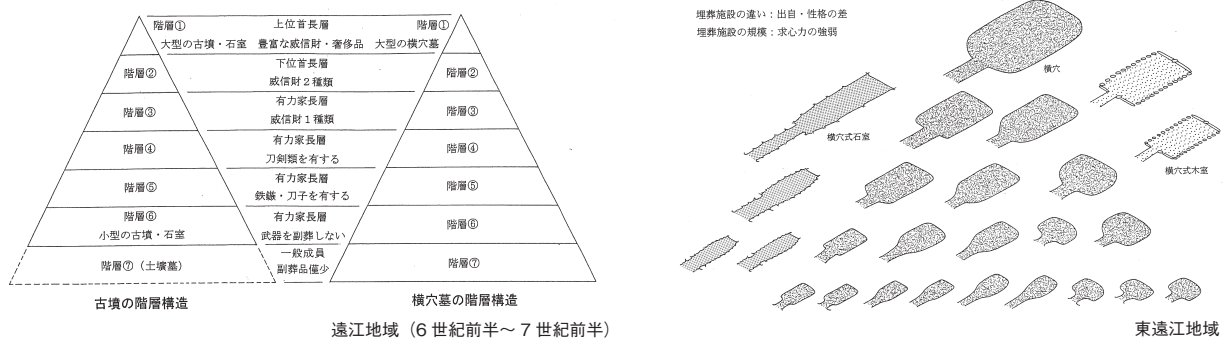 階層①
上位首長層
階層①
大型の古墳・石室 豊富な威信財・奢侈品 大型の横穴墓
階層②
下位首長層
威信財2種類
階層②
階層③
有力家長層
威信財1種類
階層③
階層④
有力家長層
刀剣類を有する
階層④
階層⑤
有力家長層
鉄鏃・刀子を有する
階層⑤
階層⑥
小型の古墳・石室
有力家長層
武器を副葬しない
階層⑥
階層⑦(土壙墓)
一般成員
副葬品僅少
階層⑦
古墳の階層構造
横穴墓の階層構造
遠江地域(6世紀前半～7世紀前半)
埋葬施設の違い:出自・性格の差
埋葬施設の規模:求心力の強弱
横穴
横穴式石室
横穴式木室
東遠江地域